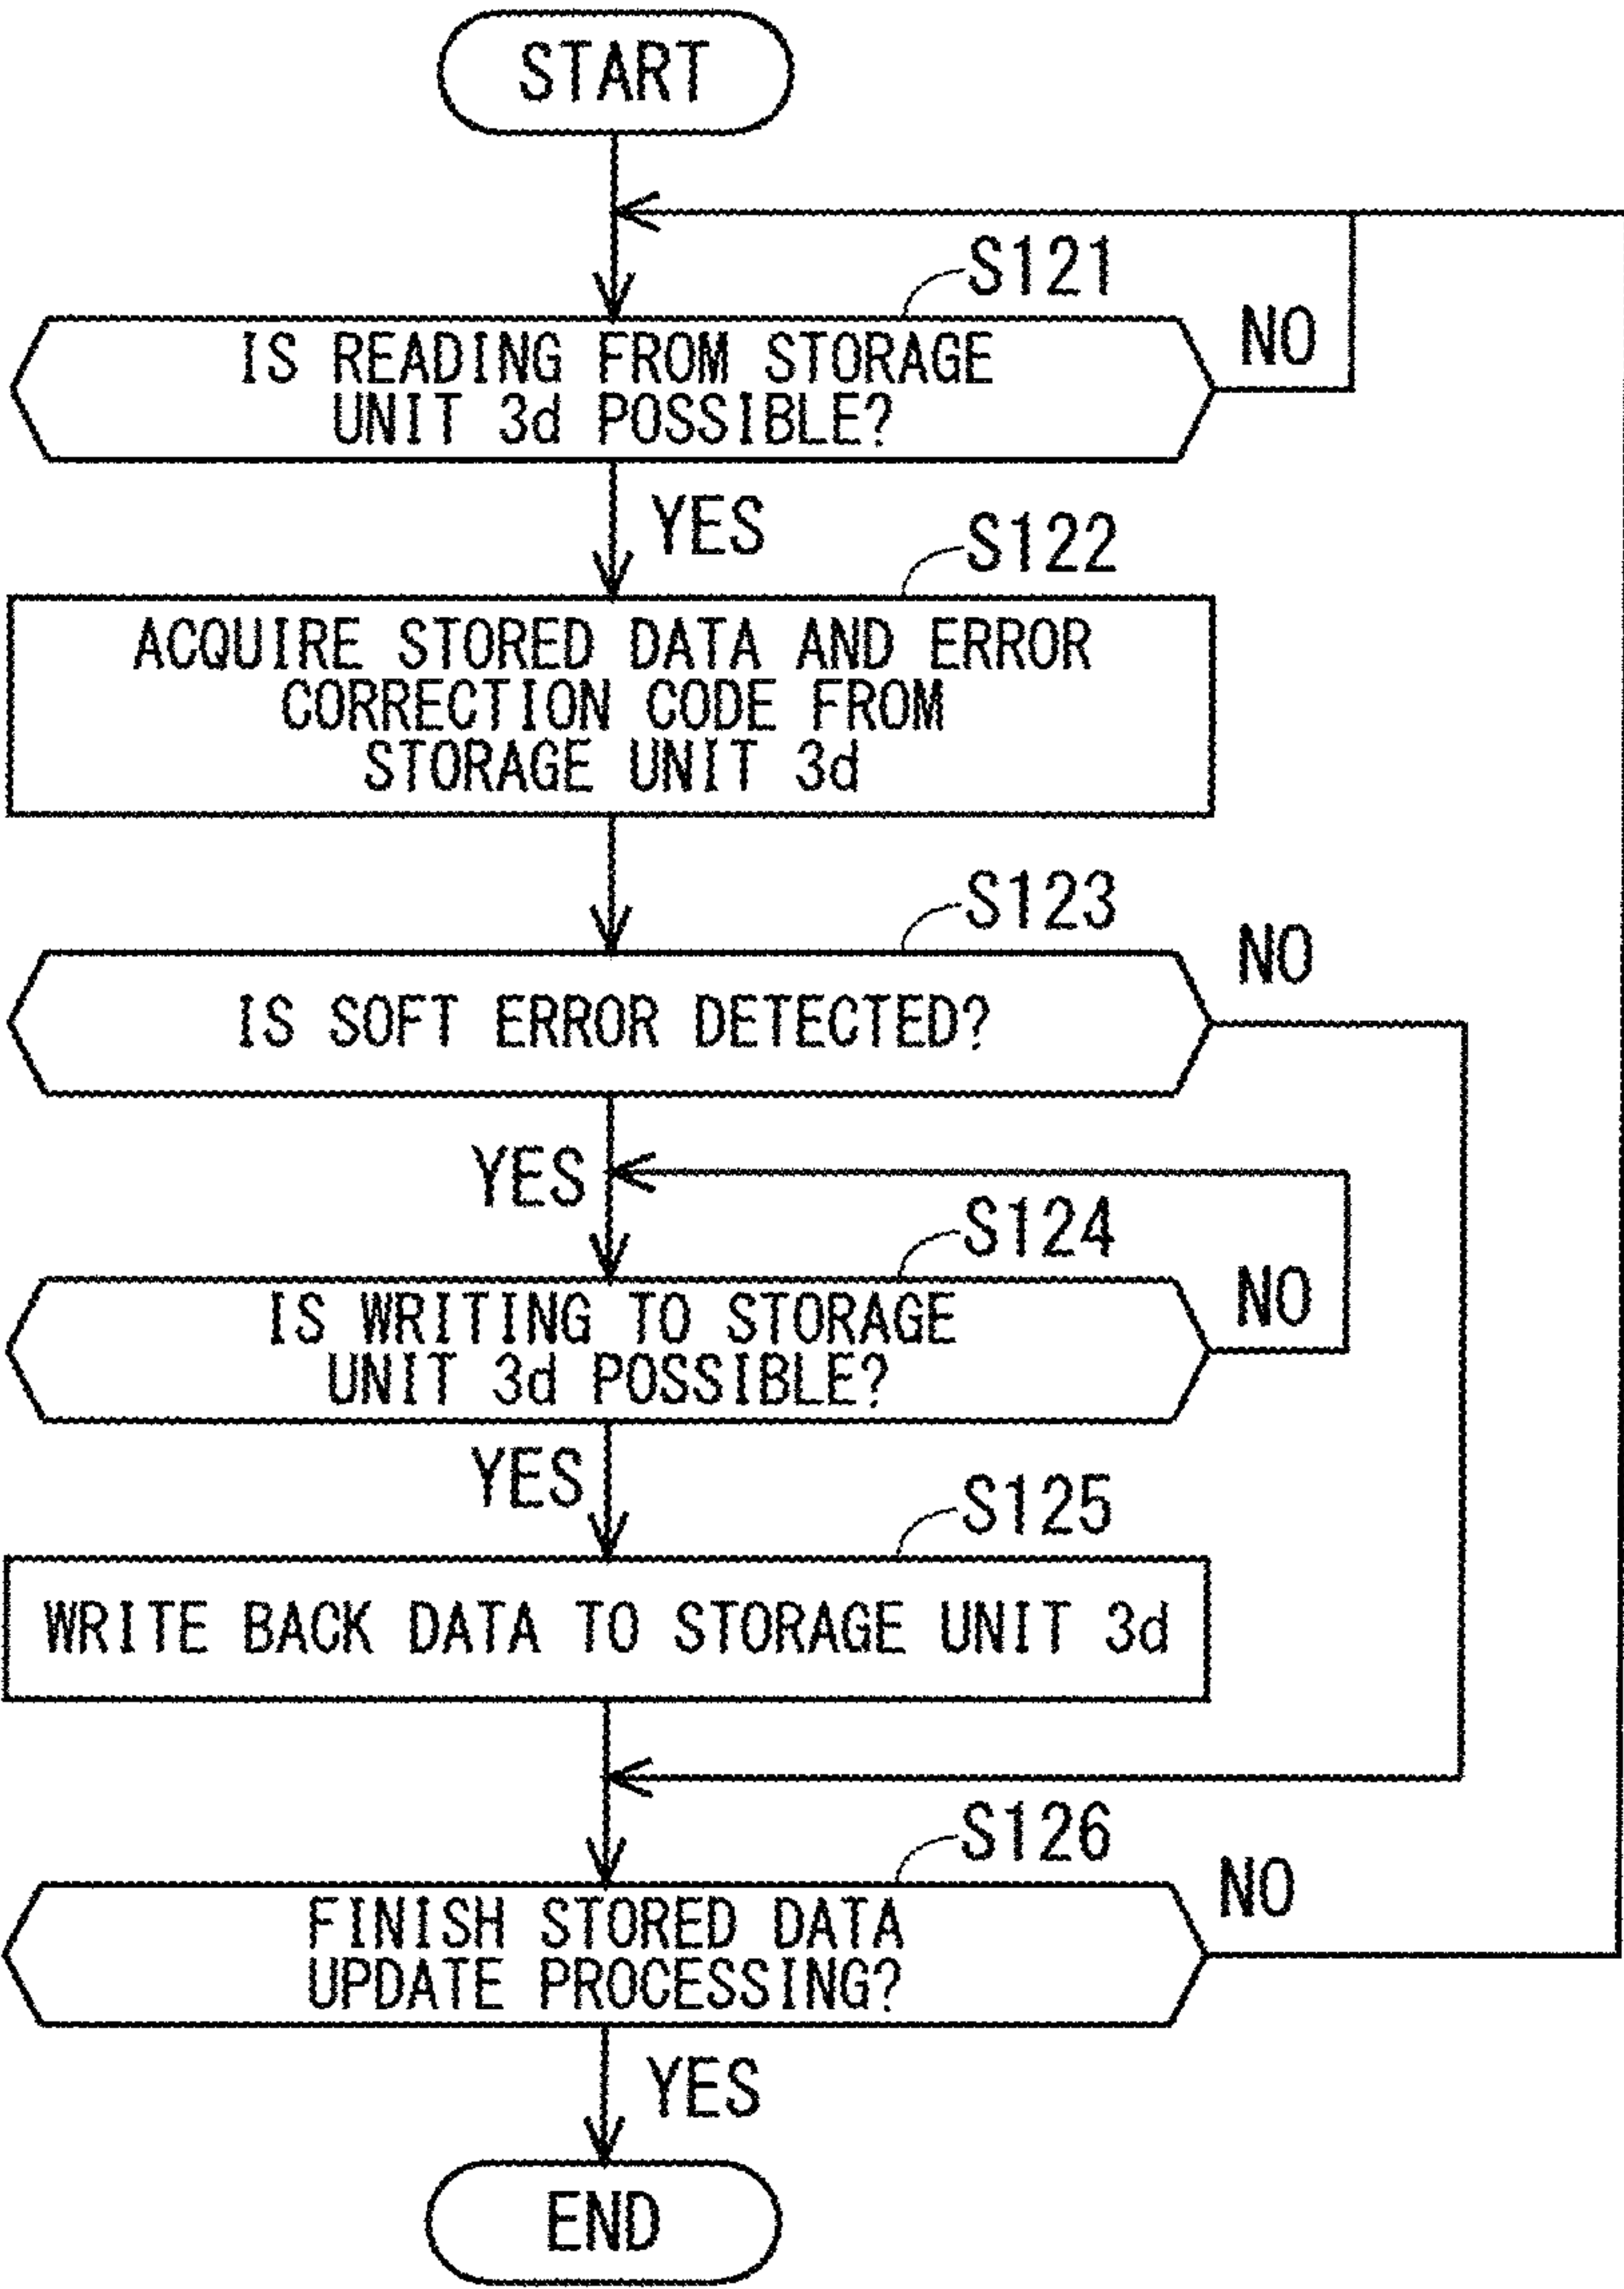 START
S121
IS READING FROM STORAGE
UNIT 3d POSSIBLE?
NO
YES
S122
ACQUIRE STORED DATA AND ERROR
CORRECTION CODE FROM
STORAGE UNIT 3d
S123
IS SOFT ERROR DETECTED?
NO
YES
S124
IS WRITING TO STORAGE
UNIT 3d POSSIBLE?
NO
YES
S125
WRITE BACK DATA TO STORAGE UNIT 3d
S126
FINISH STORED DATA
UPDATE PROCESSING?
NO
YES
END